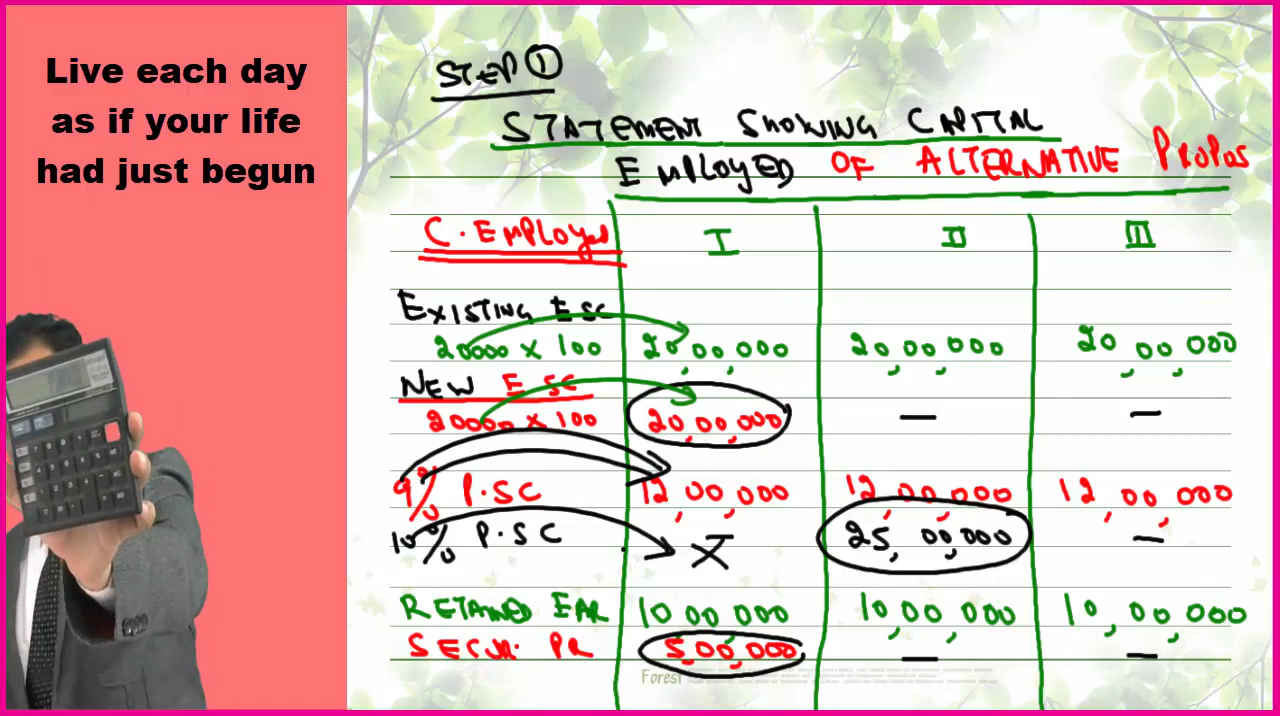 Live each day
as if your life
had just begun
STEP 1
STATEMENT SHOWING CAPITAL
EMPLOYED OF ALTERNATIVE PROPOS
C. EMPLOYED I II III
EXISTING ESC
20000 X 100 20,00,000 20,00,000 20,00,000
NEW ESC
20000 X 100 20,00,000 — —
9% P.SC 12,00,000 12,00,000 12,00,000
10% P.SC X 25,00,000 —
RETAINED EAR 10,00,000 10,00,000 10,00,000
SECUR. PR 5,00,000 — —
Forest